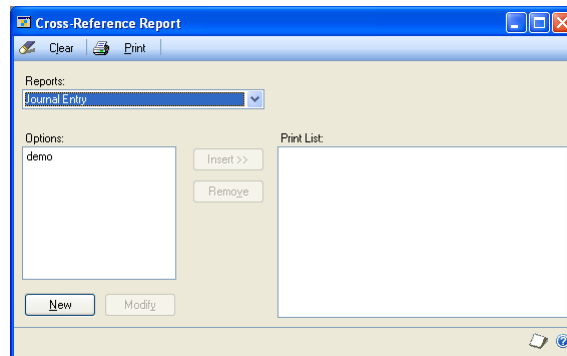 Cross-Reference Report
Clear Print
Reports:
Journal Entry
Options: Print List:
demo
Insert >>
Remove
New Modify